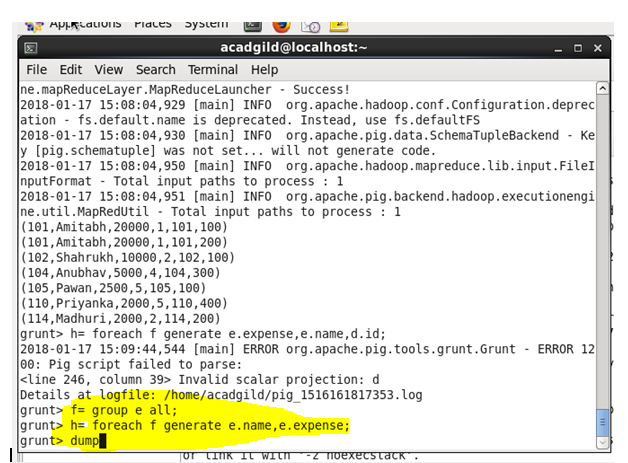 Applications Places System
acadgild@localhost:~
File Edit View Search Terminal Help
ne.mapReduceLayer.MapReduceLauncher - Success!
2018-01-17 15:08:04,929 [main] INFO  org.apache.hadoop.conf.Configuration.deprec
ation - fs.default.name is deprecated. Instead, use fs.defaultFS
2018-01-17 15:08:04,930 [main] INFO  org.apache.pig.data.SchemaTupleBackend - Ke
y [pig.schematuple] was not set... will not generate code.
2018-01-17 15:08:04,950 [main] INFO  org.apache.hadoop.mapreduce.lib.input.FileI
nputFormat - Total input paths to process : 1
2018-01-17 15:08:04,951 [main] INFO  org.apache.pig.backend.hadoop.executionengi
ne.util.MapRedUtil - Total input paths to process : 1
(101,Amitabh,20000,1,101,100)
(101,Amitabh,20000,1,101,200)
(102,Shahrukh,10000,2,102,100)
(104,Anubhav,5000,4,104,300)
(105,Pawan,2500,5,105,100)
(110,Priyanka,2000,5,110,400)
(114,Madhuri,2000,2,114,200)
grunt> h= foreach f generate e.expense,e.name,d.id;
2018-01-17 15:09:44,544 [main] ERROR org.apache.pig.tools.grunt.Grunt - ERROR 12
00: Pig script failed to parse:
<line 246, column 39> Invalid scalar projection: d
Details at logfile: /home/acadgild/pig_1516161817353.log
grunt> f= group e all;
grunt> h= foreach f generate e.name,e.expense;
grunt> dump
or link it with "-z noexecstack".